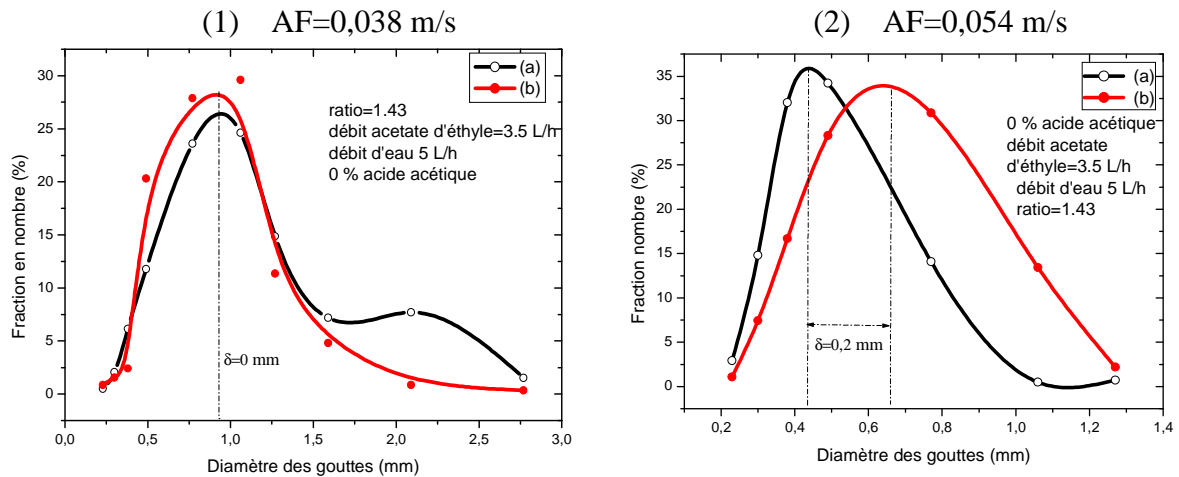 (1) AF=0,038 m/s
(a)
(b)
ratio=1.43
débit acetate d'éthyle=3.5 L/h
débit d'eau 5 L/h
0 % acide acétique
δ=0 mm
Fraction en nombre (%)
30
25
20
15
10
5
0
0,0 0,5 1,0 1,5 2,0 2,5 3,0
Diamètre des gouttes (mm)
(2) AF=0,054 m/s
(a)
(b)
0 % acide acétique
débit acetate
d'éthyle=3.5 L/h
débit d'eau 5 L/h
ratio=1.43
δ=0,2 mm
Fraction nombre (%)
35
30
25
20
15
10
5
0
0,2 0,4 0,6 0,8 1,0 1,2 1,4
Diamètre des gouttes (mm)